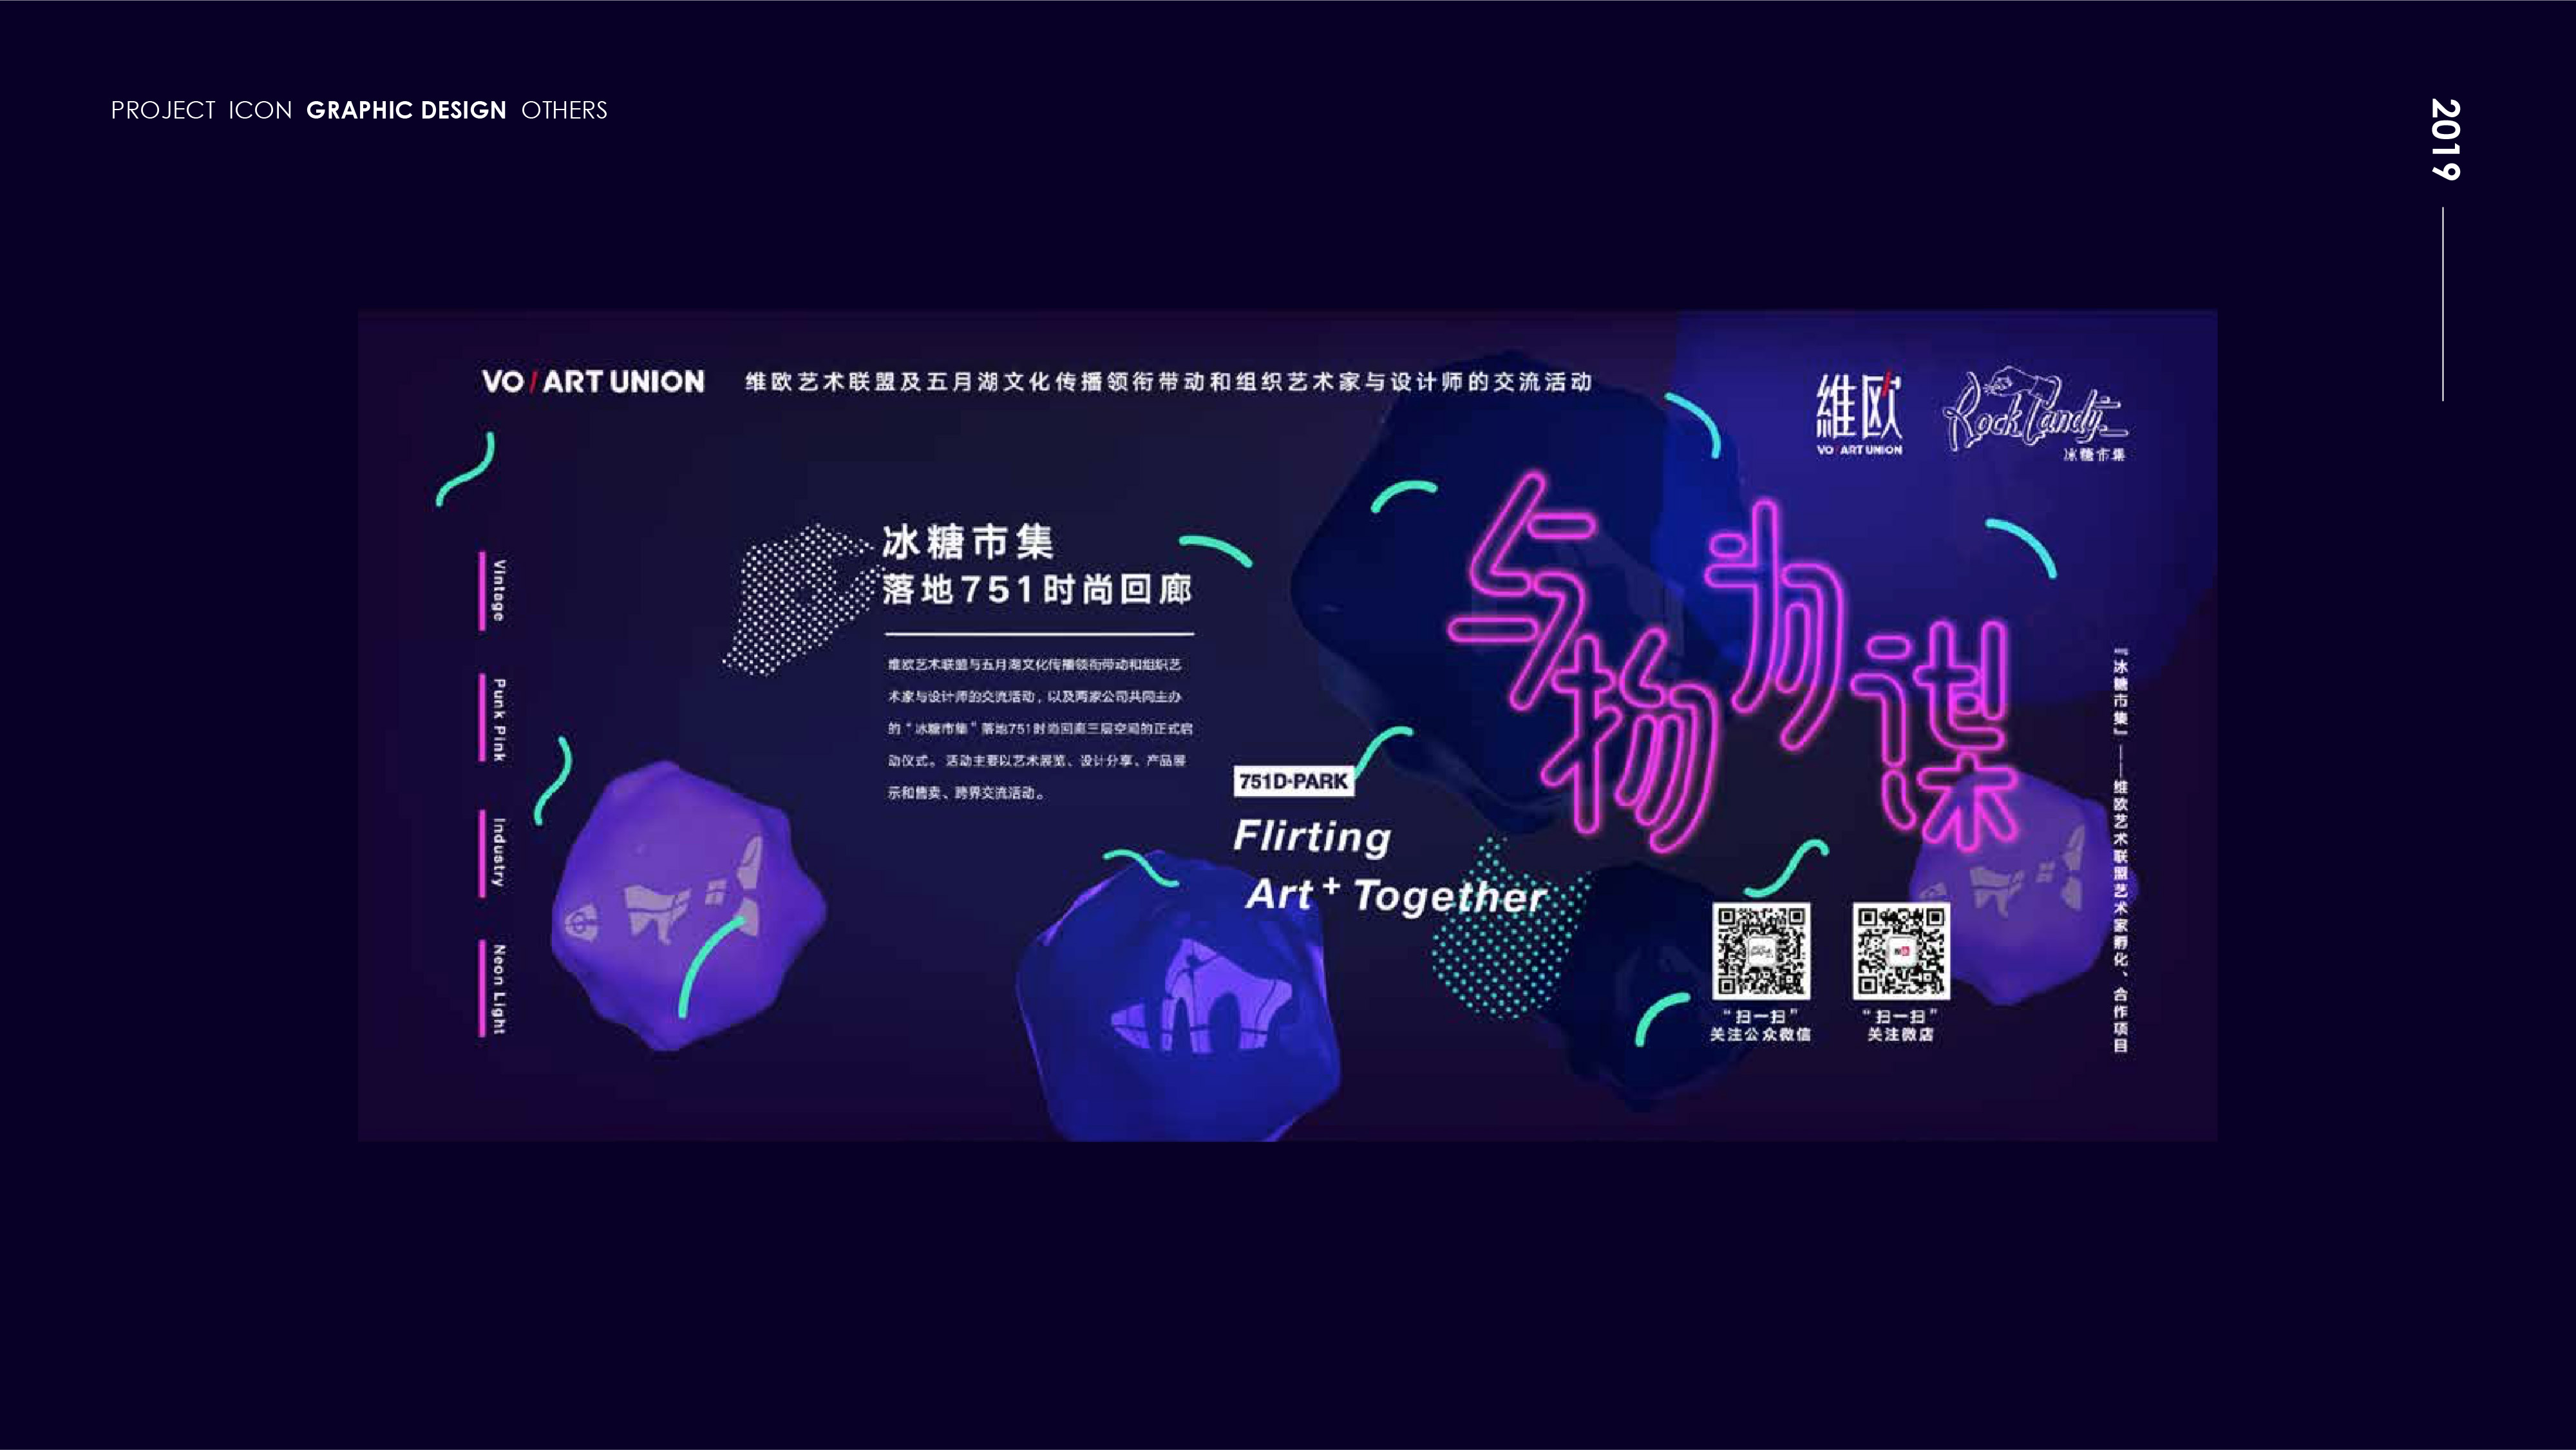 PROJECT ICON GRAPHIC DESIGN OTHERS
2019
VO/ART UNION
维欧艺术联盟及五月湖文化传播领衔带动和组织艺术家与设计师的交流活动
維欧
VO/ART UNION
Rock Candy
冰糖市集
Vintage
Punk Pink
Industry
Neon Light
冰糖市集
落地751时尚回廊
维欧艺术联盟与五月湖文化传播领衔带动和组织艺
术家与设计师的交流活动，以及两家公司共同主办
的“冰糖市集”落地751时尚回廊三层空间的正式启
动仪式。活动主要以艺术展览、设计分享、产品展
示和售卖、跨界交流活动。
与物为谋
751D·PARK
Flirting
Art + Together
“扫一扫”
关注公众微信
“扫一扫”
关注微店
『冰糖市集』——维欧艺术联盟艺术家孵化、合作项目